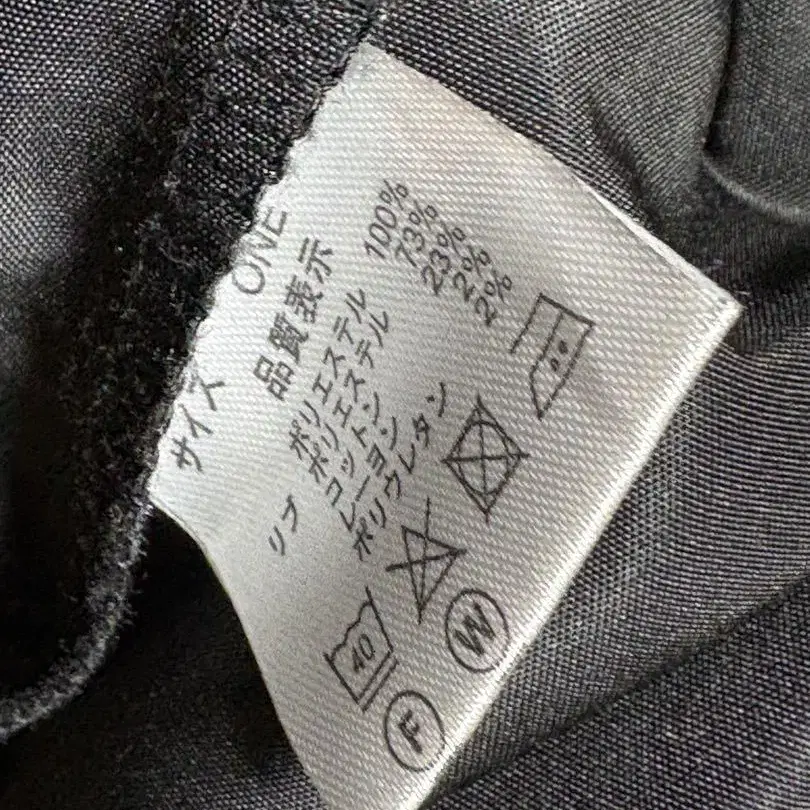 サイズ ONE
品質表示
ポリエステル 100%
リブ ポリエステル 73%
コットン 23%
レーヨン 2%
ポリウレタン 2%
40
F
W